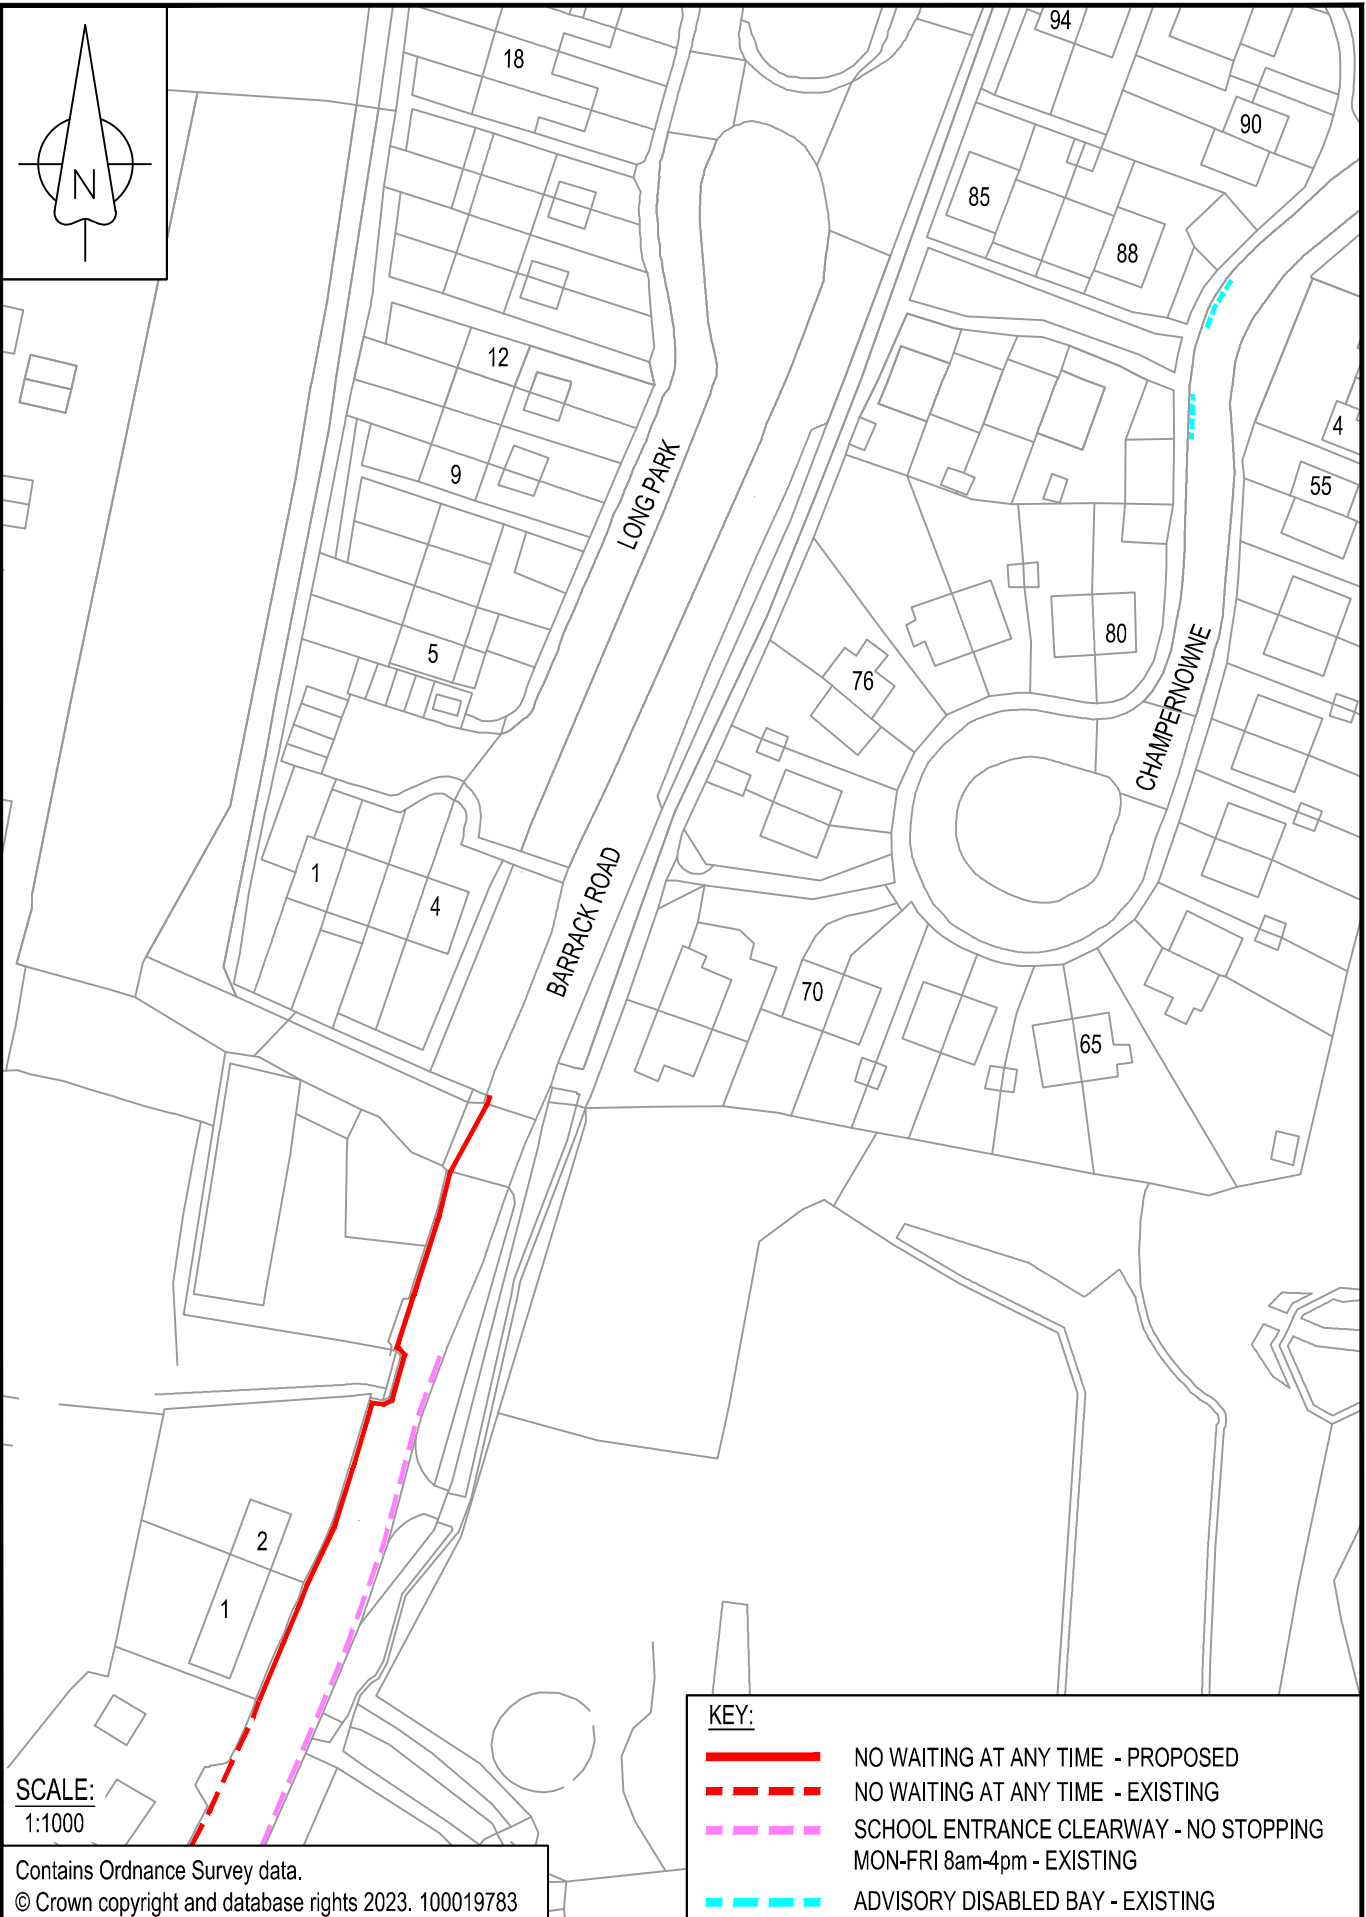 N
18
94
90
85
88
12
9
LONG PARK
4
55
5
80
76
CHAMPERNOWNE
1
4
BARRACK ROAD
70
65
2
1
SCALE:
1:1000
Contains Ordnance Survey data.
© Crown copyright and database rights 2023. 100019783
KEY:
NO WAITING AT ANY TIME - PROPOSED
NO WAITING AT ANY TIME - EXISTING
SCHOOL ENTRANCE CLEARWAY - NO STOPPING
MON-FRI 8am-4pm - EXISTING
ADVISORY DISABLED BAY - EXISTING